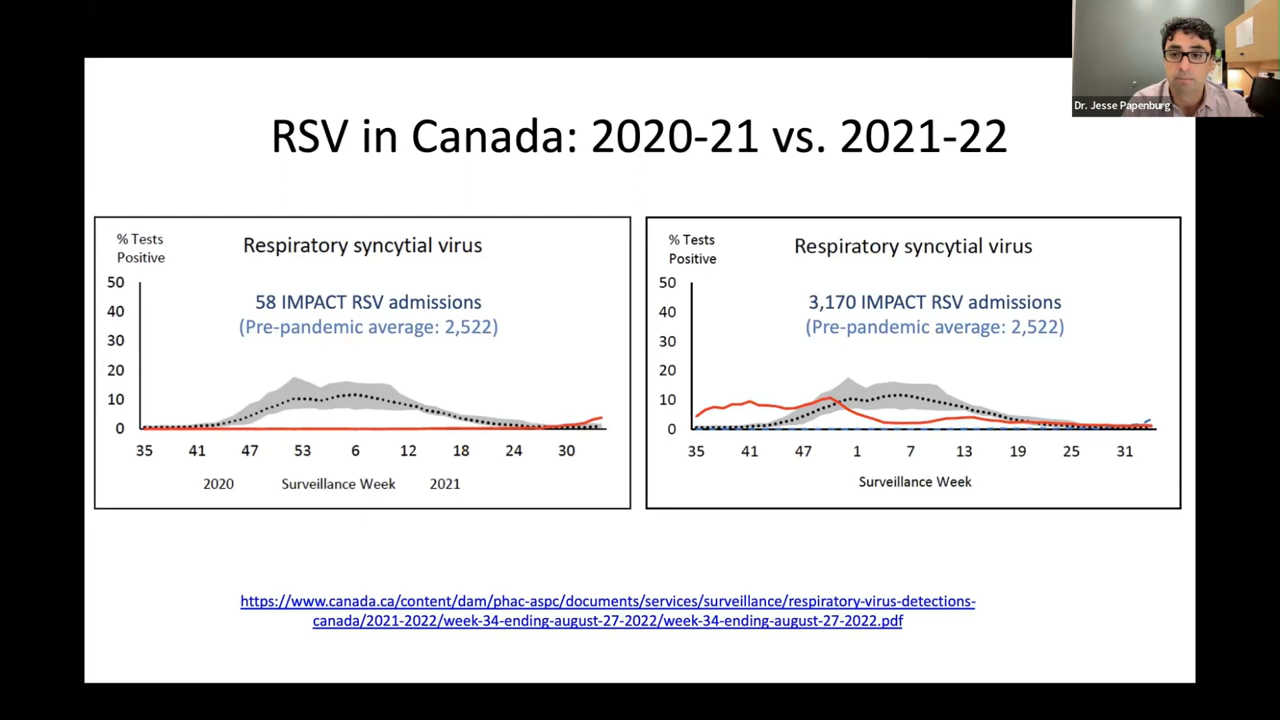 Dr. Jesse Papenburg
RSV in Canada: 2020-21 vs. 2021-22
% Tests
Positive
Respiratory syncytial virus
58 IMPACT RSV admissions
(Pre-pandemic average: 2,522)
50
40
30
20
10
0
35 41 47 53 6 12 18 24 30
2020 Surveillance Week 2021
% Tests
Positive
Respiratory syncytial virus
3,170 IMPACT RSV admissions
(Pre-pandemic average: 2,522)
50
40
30
20
10
0
35 41 47 1 7 13 19 25 31
Surveillance Week
https://www.canada.ca/content/dam/phac-aspc/documents/services/surveillance/respiratory-virus-detections-
canada/2021-2022/week-34-ending-august-27-2022/week-34-ending-august-27-2022.pdf